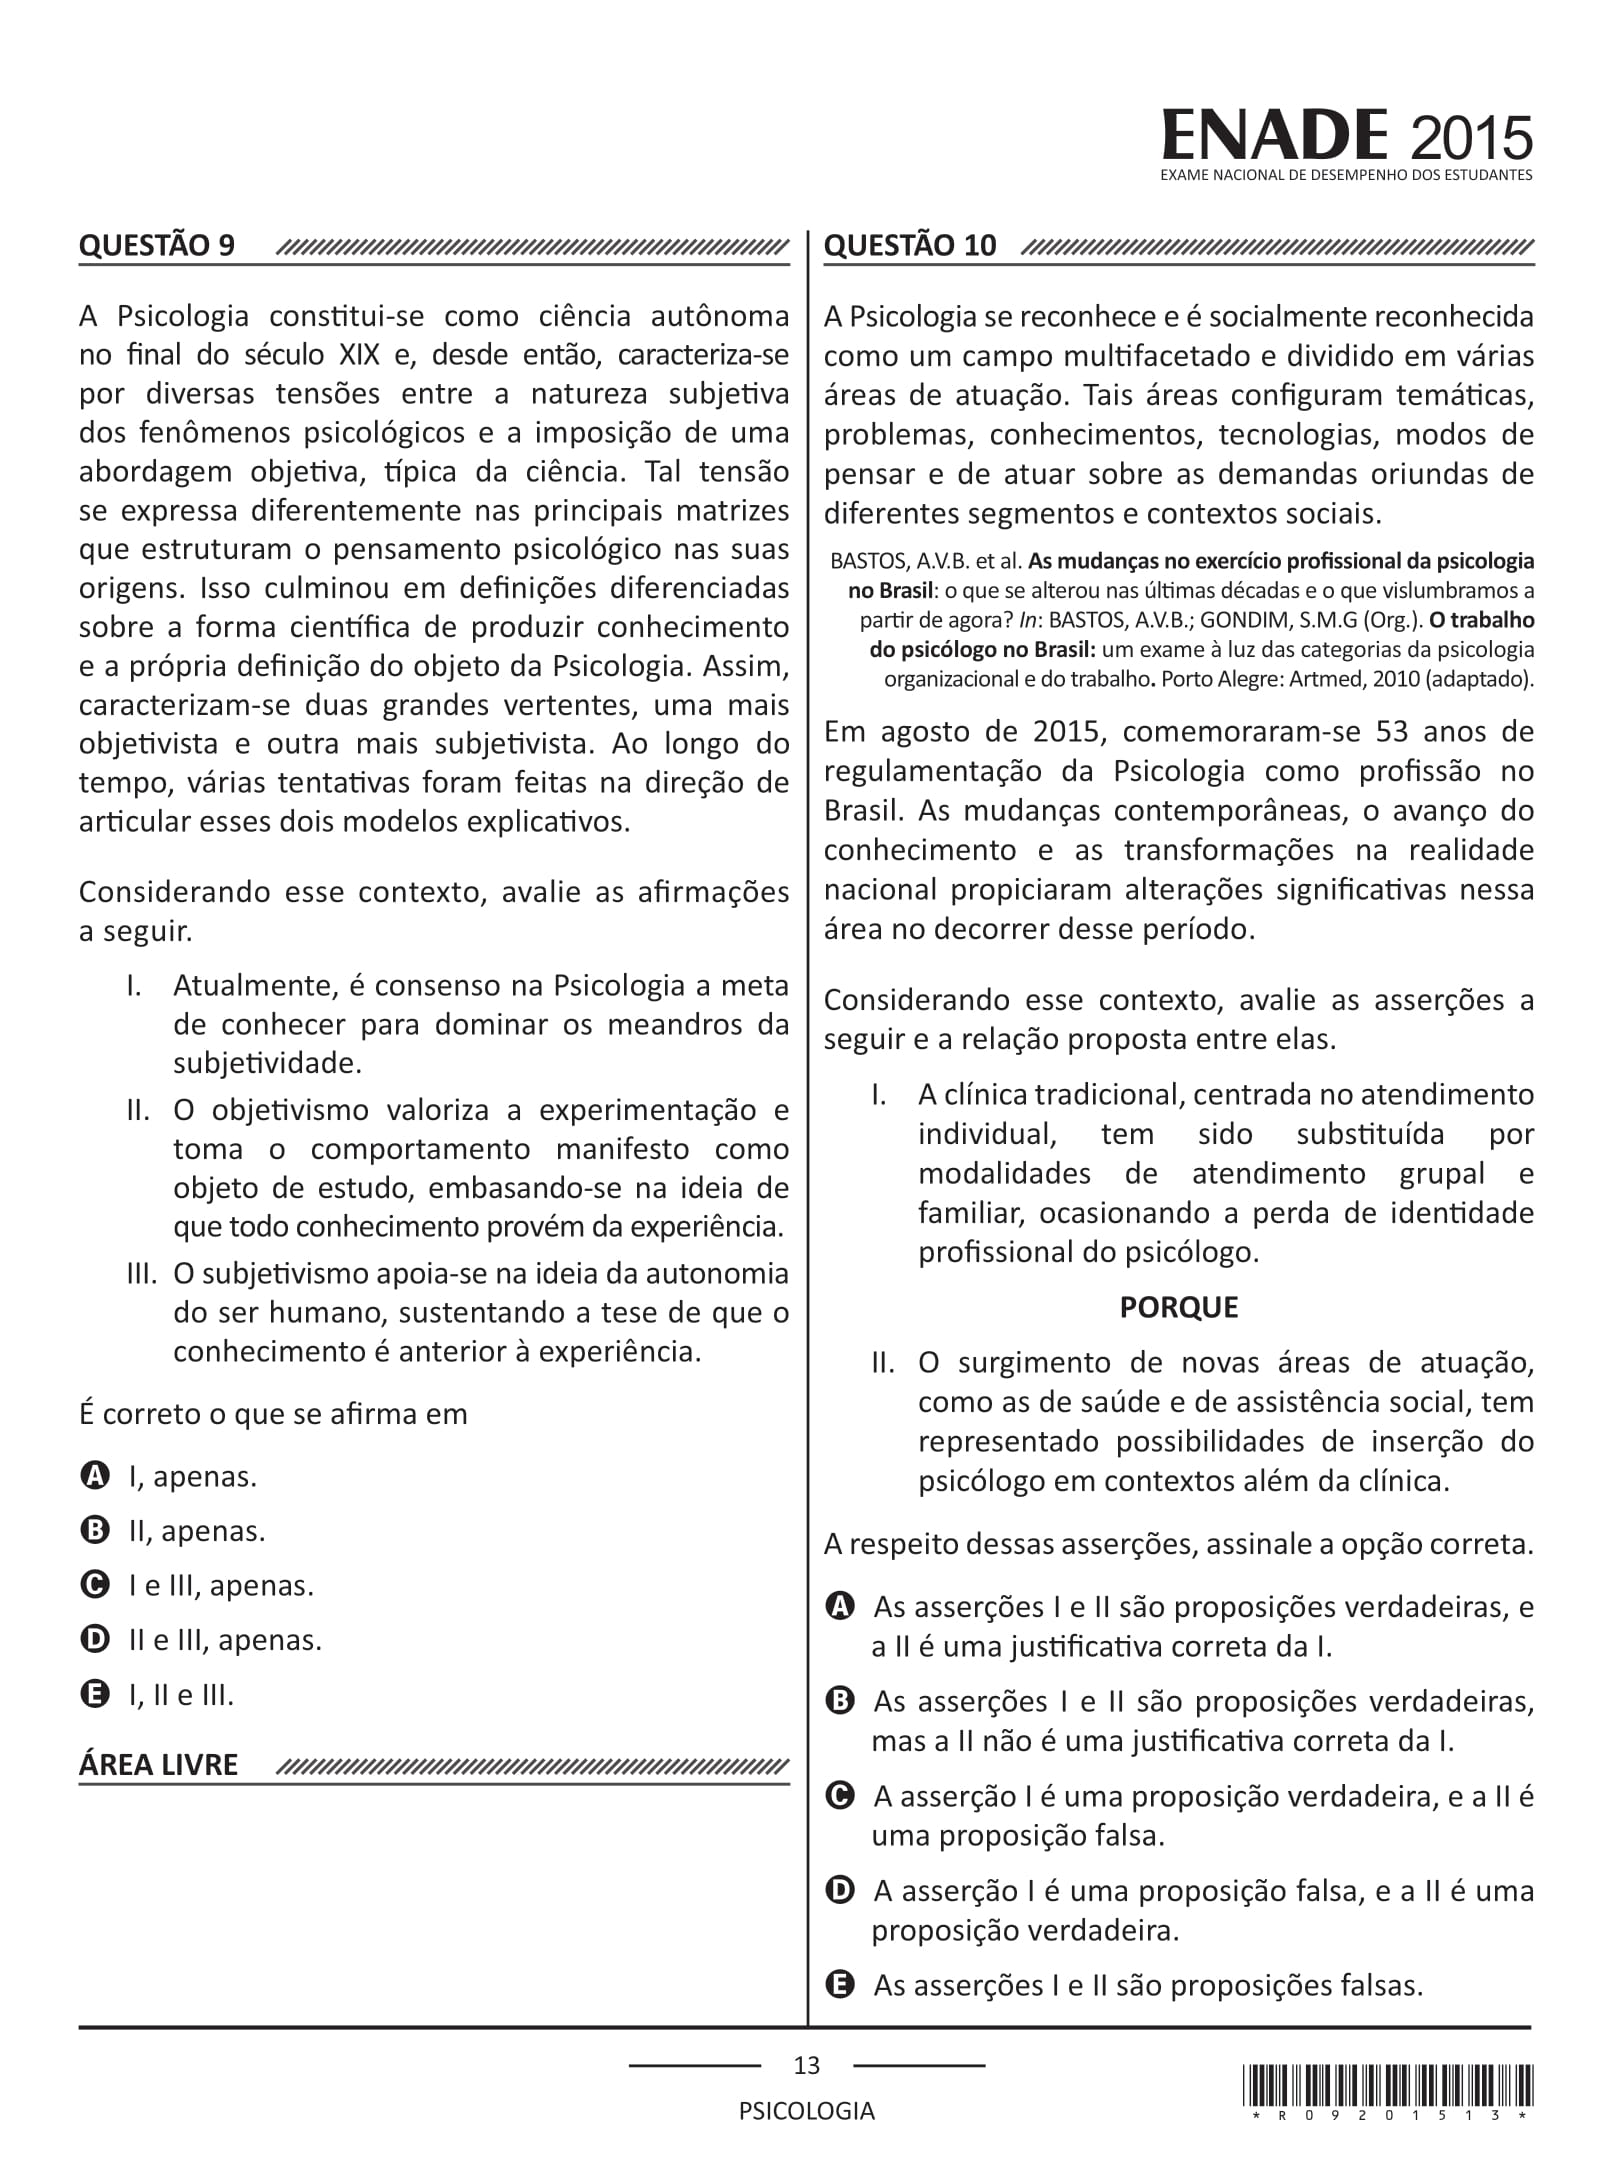 ENADE 2015
EXAME NACIONAL DE DESEMPENHO DOS ESTUDANTES
QUESTÃO 9
A Psicologia constitui-se como ciência autônoma
no final do século XIX e, desde então, caracteriza-se
por diversas tensões entre a natureza subjetiva
dos fenômenos psicológicos e a imposição de uma
abordagem objetiva, típica da ciência. Tal tensão
se expressa diferentemente nas principais matrizes
que estruturam o pensamento psicológico nas suas
origens. Isso culminou em definições diferenciadas
sobre a forma científica de produzir conhecimento
e a própria definição do objeto da Psicologia. Assim,
caracterizam-se duas grandes vertentes, uma mais
objetivista e outra mais subjetivista. Ao longo do
tempo, várias tentativas foram feitas na direção de
articular esses dois modelos explicativos.
Considerando esse contexto, avalie as afirmações
a seguir.
I. Atualmente, é consenso na Psicologia a meta
de conhecer para dominar os meandros da
subjetividade.
II. O objetivismo valoriza a experimentação e
toma o comportamento manifesto como
objeto de estudo, embasando-se na ideia de
que todo conhecimento provém da experiência.
III. O subjetivismo apoia-se na ideia da autonomia
do ser humano, sustentando a tese de que o
conhecimento é anterior à experiência.
É correto o que se afirma em
A I, apenas.
B II, apenas.
C I e III, apenas.
D II e III, apenas.
E I, II e III.
ÁREA LIVRE
QUESTÃO 10
A Psicologia se reconhece e é socialmente reconhecida
como um campo multifacetado e dividido em várias
áreas de atuação. Tais áreas configuram temáticas,
problemas, conhecimentos, tecnologias, modos de
pensar e de atuar sobre as demandas oriundas de
diferentes segmentos e contextos sociais.
BASTOS, A.V.B. et al. As mudanças no exercício profissional da psicologia
no Brasil: o que se alterou nas últimas décadas e o que vislumbramos a
partir de agora? In: BASTOS, A.V.B.; GONDIM, S.M.G (Org.). O trabalho
do psicólogo no Brasil: um exame à luz das categorias da psicologia
organizacional e do trabalho. Porto Alegre: Artmed, 2010 (adaptado).
Em agosto de 2015, comemoraram-se 53 anos de
regulamentação da Psicologia como profissão no
Brasil. As mudanças contemporâneas, o avanço do
conhecimento e as transformações na realidade
nacional propiciaram alterações significativas nessa
área no decorrer desse período.
Considerando esse contexto, avalie as asserções a
seguir e a relação proposta entre elas.
I. A clínica tradicional, centrada no atendimento
individual, tem sido substituída por
modalidades de atendimento grupal e
familiar, ocasionando a perda de identidade
profissional do psicólogo.
PORQUE
II. O surgimento de novas áreas de atuação,
como as de saúde e de assistência social, tem
representado possibilidades de inserção do
psicólogo em contextos além da clínica.
A respeito dessas asserções, assinale a opção correta.
A As asserções I e II são proposições verdadeiras, e
a II é uma justificativa correta da I.
B As asserções I e II são proposições verdadeiras,
mas a II não é uma justificativa correta da I.
C A asserção I é uma proposição verdadeira, e a II é
uma proposição falsa.
D A asserção I é uma proposição falsa, e a II é uma
proposição verdadeira.
E As asserções I e II são proposições falsas.
13
PSICOLOGIA
*R09201513*